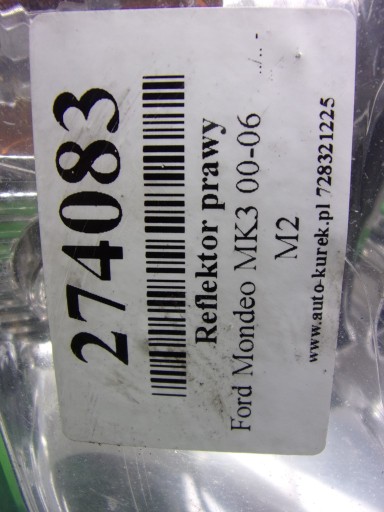 274083
Reflektor prawy
Ford Mondeo MK3 00-06
M2
../.. -
www.auto-kurek.pl 728321225